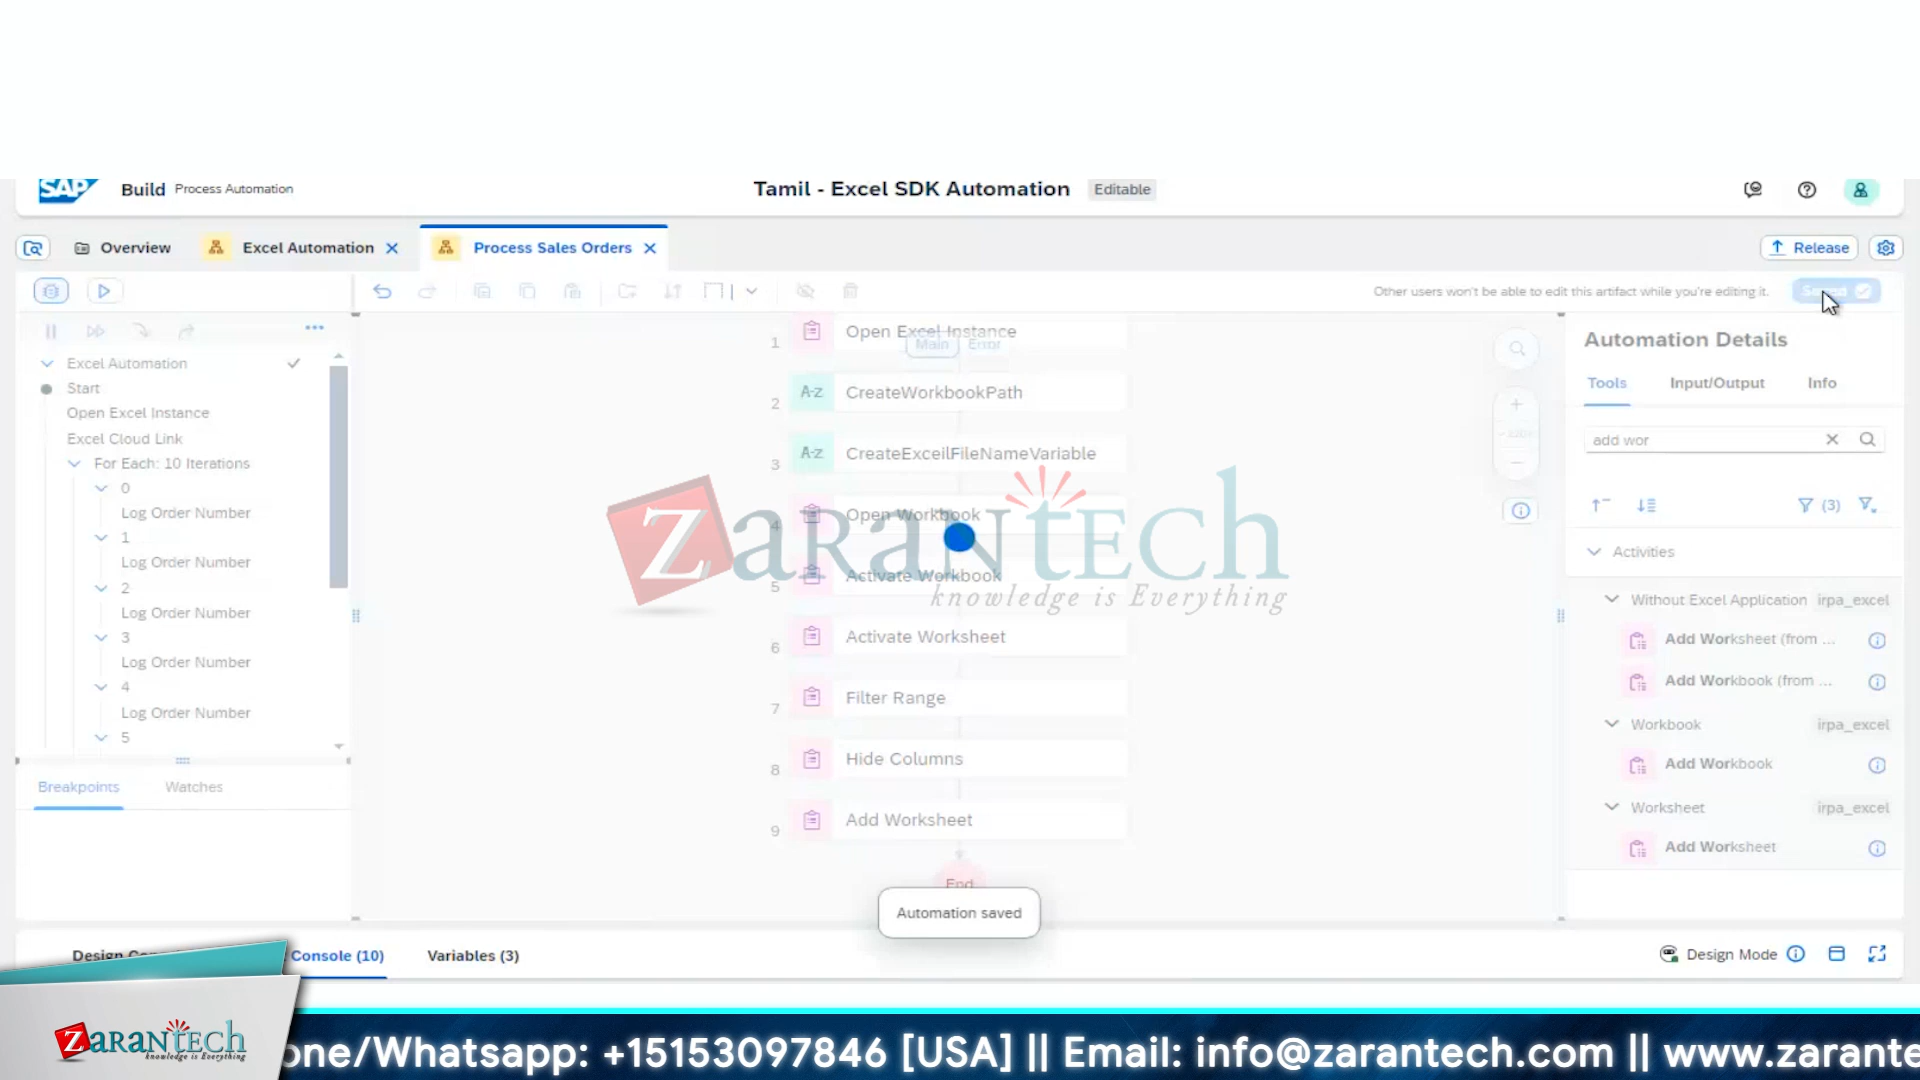 SAP Build Process Automation
Tamil - Excel SDK Automation Editable
Overview
Excel Automation
Process Sales Orders
Release
Other users won't be able to edit this artifact while you're editing it.
Saved
Excel Automation
Start
Open Excel Instance
Excel Cloud Link
For Each: 10 Iterations
0
Log Order Number
1
Log Order Number
2
Log Order Number
3
Log Order Number
4
Log Order Number
5
Breakpoints
Watches
Main Error
1 Open Excel Instance
2 A-z CreateWorkbookPath
3 A-z CreateExceilFileNameVariable
4 Open Workbook
5 Activate Workbook
6 Activate Worksheet
7 Filter Range
8 Hide Columns
9 Add Worksheet
End
Automation saved
ZaranTech
knowledge is Everything
Automation Details
Tools Input/Output Info
add wor
(3)
Activities
Without Excel Application irpa_excel
Add Worksheet (from ...
Add Workbook (from ...
Workbook irpa_excel
Add Workbook
Worksheet irpa_excel
Add Worksheet
Console (10)
Variables (3)
Design Mode
ZaranTech
knowledge is Everything
one/Whatsapp: +15153097846 [USA] || Email: info@zarantech.com || www.zarante